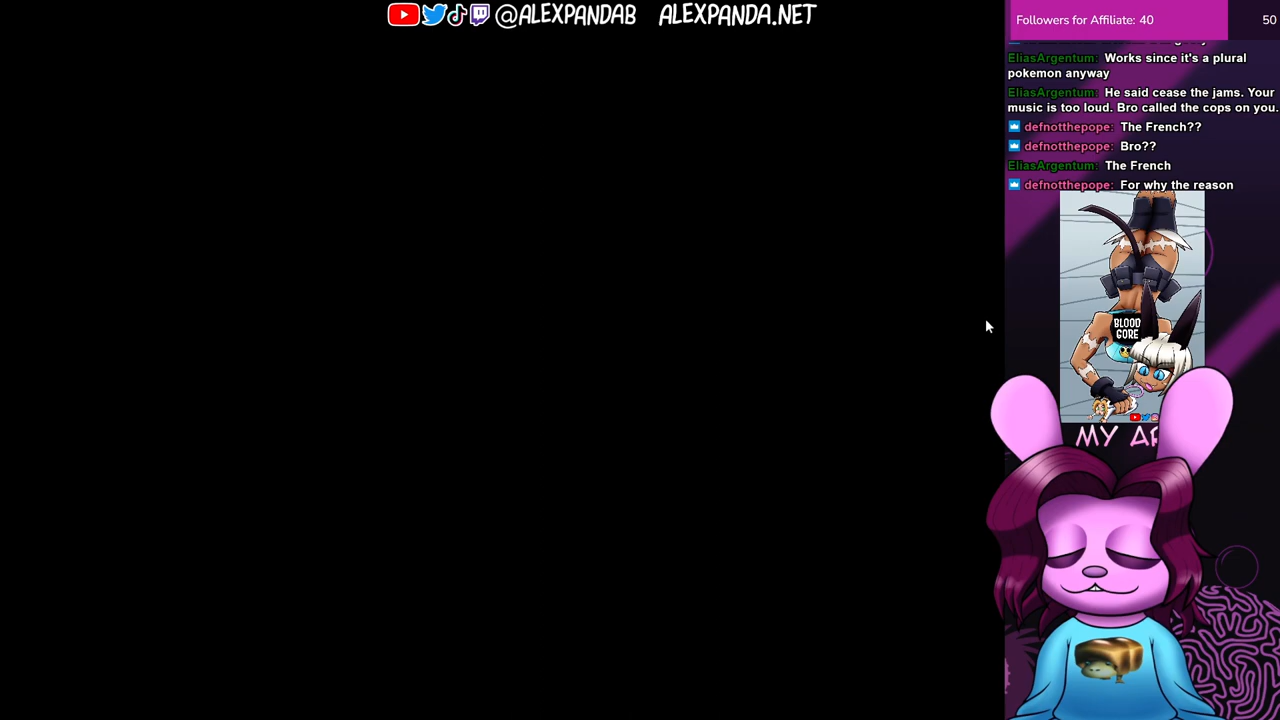 @ALEXPANDAB ALEXPANDA.NET
Followers for Affiliate: 40
50
EliasArgentum: Works since it's a plural
pokemon anyway
EliasArgentum: He said cease the jams. Your
music is too loud. Bro called the cops on you.
defnotthepope: The French??
defnotthepope: Bro??
EliasArgentum: The French
defnotthepope: For why the reason
BLOOD
GORE
MY